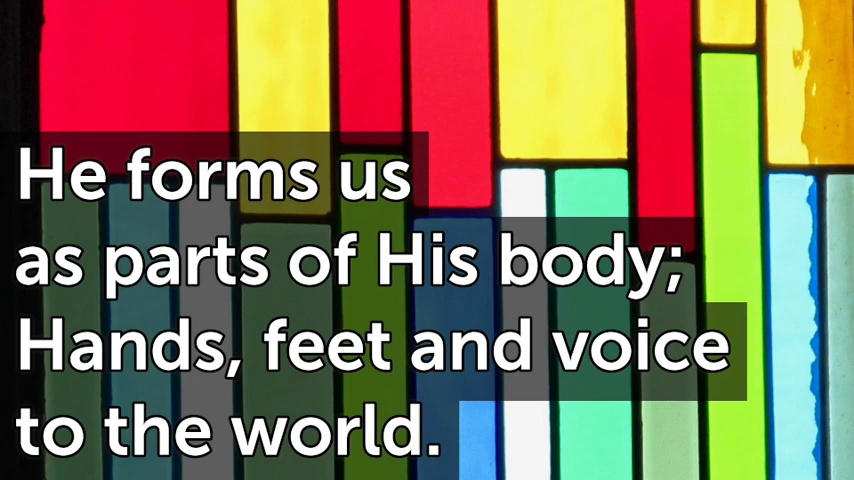 He forms us
as parts of His body;
Hands, feet and voice
to the world.